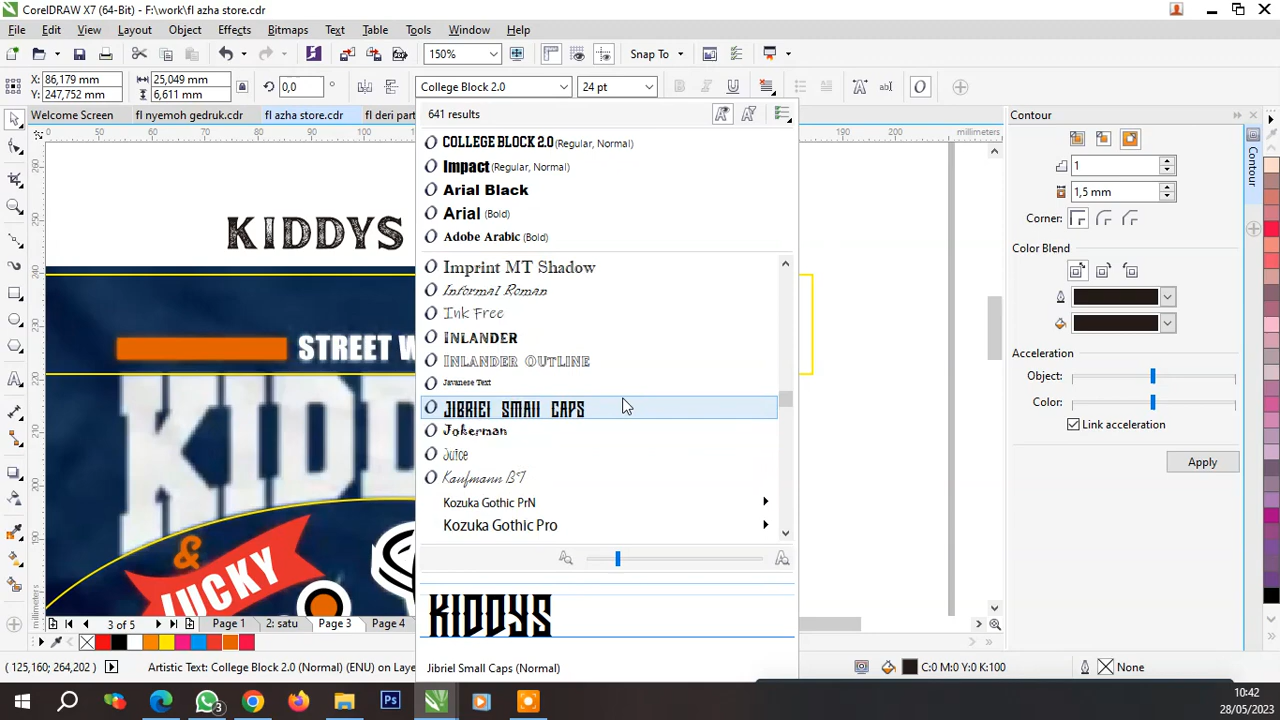 CorelDRAW X7 (64-Bit) - F:\work\fl azha store.cdr
File Edit View Layout Object Effects Bitmaps Text Table Tools Window Help
150% Snap To
X: 86,179 mm 25,049 mm 0,0 College Block 2.0 24 pt
Y: 247,752 mm 6,611 mm
Welcome Screen fl nyemoh gedruk.cdr fl azha store.cdr fl deri part
50 100 190 200 millimeters
641 results
COLLEGE BLOCK 2.0 (Regular, Normal)
Impact (Regular, Normal)
Arial Black
Arial (Bold)
Adobe Arabic (Bold)
Imprint MT Shadow
Informal Roman
Ink Free
INLANDER
INLANDER OUTLINE
Javanese Text
JIBRIEL SMALL CAPS
Jokerman
Juice
Kaufmann BT
Kozuka Gothic PrN
Kozuka Gothic Pro
KIDDYS
Jibriel Small Caps (Normal)
KIDDYS
STREET W
KIDD
&
LUCKY
Contour
1
1,5 mm
Corner:
Color Blend
Acceleration
Object:
Color:
Link acceleration
Apply
Contour
3 of 5 Page 1 2: satu Page 3 Page 4
( 125,160; 264,202 ) Artistic Text: College Block 2.0 (Normal) (ENU) on Laye C:0 M:0 Y:0 K:100 None
3
Ps
10:42
28/05/2023